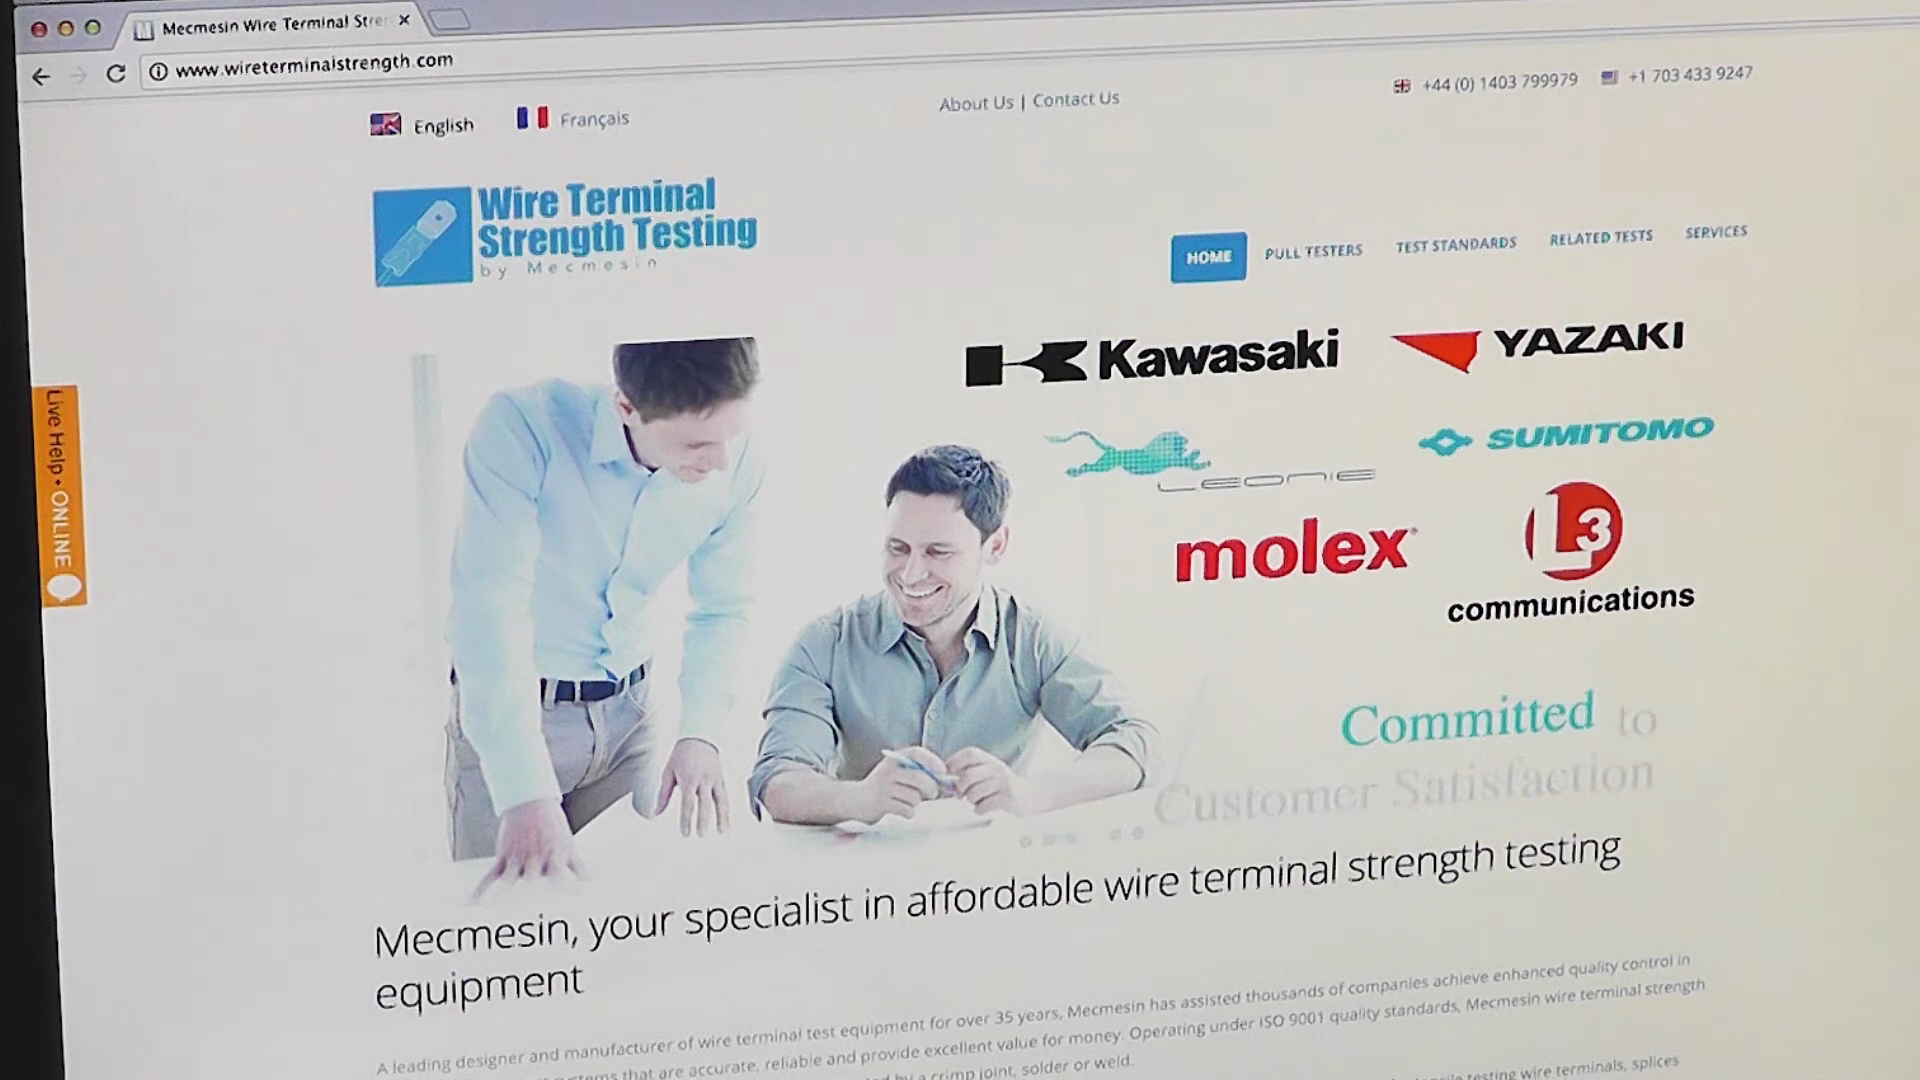 Mecmesin Wire Terminal Stre
www.wireterminalstrength.com
English Français
About Us | Contact Us
+44 (0) 1403 799979 +1 703 433 9247
Wire Terminal
Strength Testing
by Mecmesin
HOME PULL TESTERS TEST STANDARDS RELATED TESTS SERVICES
Kawasaki YAZAKI
LEONIE SUMITOMO
molex L3
communications
Live Help • ONLINE
Committed to
Customer Satisfaction
Mecmesin, your specialist in affordable wire terminal strength testing
equipment
A leading designer and manufacturer of wire terminal test equipment for over 35 years, Mecmesin has assisted thousands of companies achieve enhanced quality control in
that are accurate, reliable and provide excellent value for money. Operating under ISO 9001 quality standards, Mecmesin wire terminal strength
a crimp joint, solder or weld.
testing wire terminals, splices